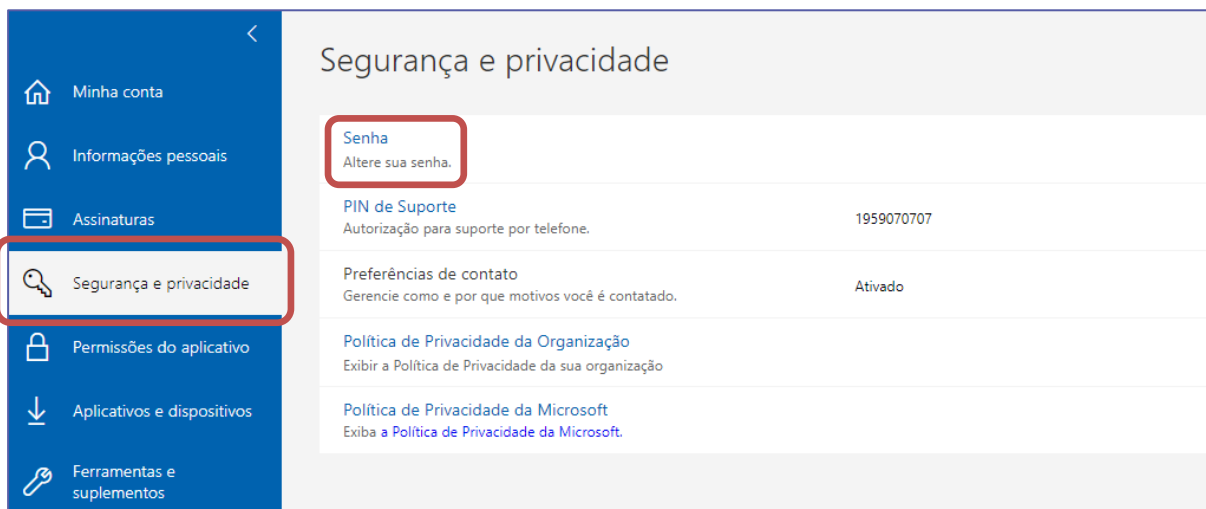 Minha conta
Informações pessoais
Assinaturas
Segurança e privacidade
Permissões do aplicativo
Aplicativos e dispositivos
Ferramentas e
suplementos
Segurança e privacidade
Senha
Altere sua senha.
PIN de Suporte
Autorização para suporte por telefone.
1959070707
Preferências de contato
Gerencie como e por que motivos você é contatado.
Ativado
Política de Privacidade da Organização
Exibir a Política de Privacidade da sua organização
Política de Privacidade da Microsoft
Exiba a Política de Privacidade da Microsoft.